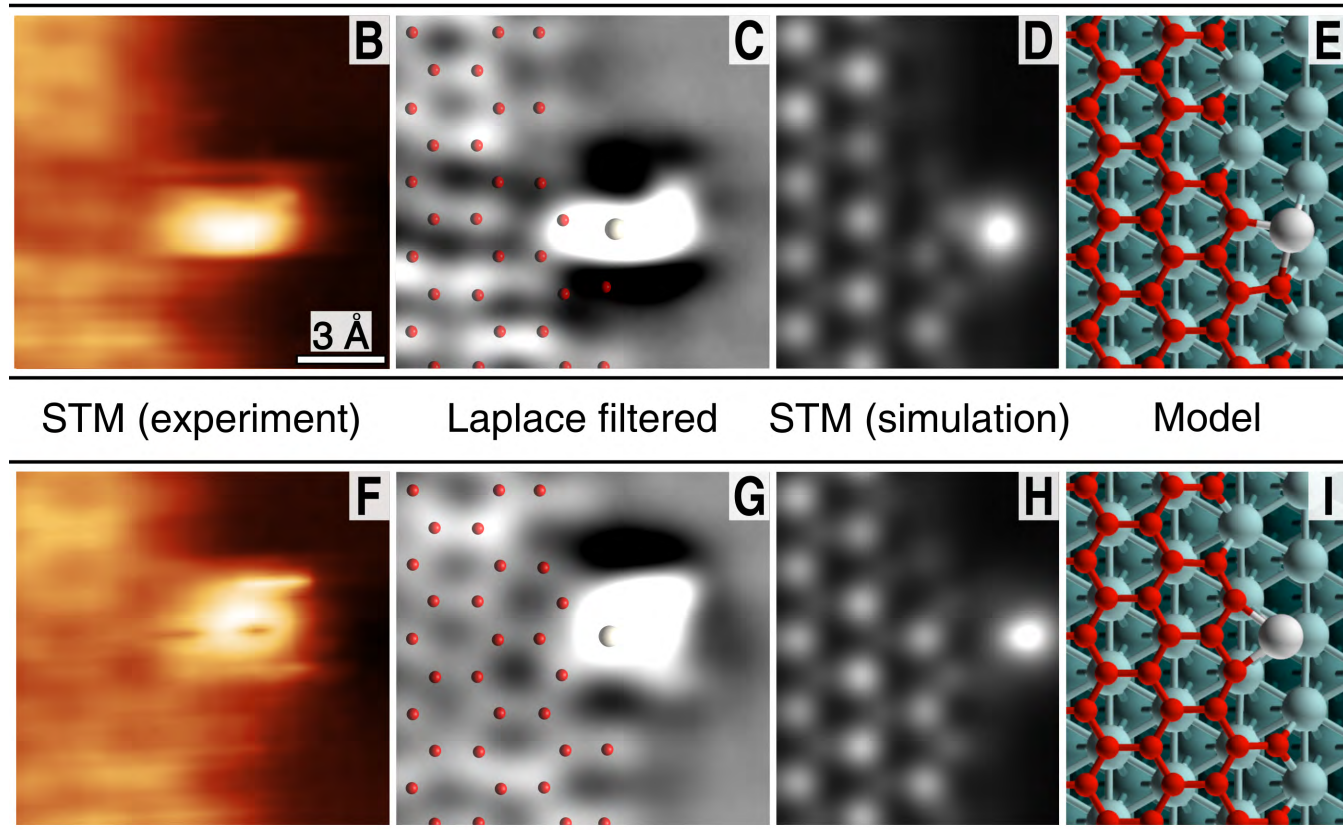 B
C
D
E
3 Å
STM (experiment)
Laplace filtered
STM (simulation)
Model
F
G
H
I